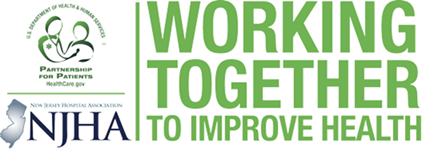 U.S. DEPARTMENT OF HEALTH & HUMAN SERVICES
PARTNERSHIP
FOR PATIENTS
HealthCare.gov
NEW JERSEY HOSPITAL ASSOCIATION
NJHA
WORKING
TOGETHER
TO IMPROVE HEALTH